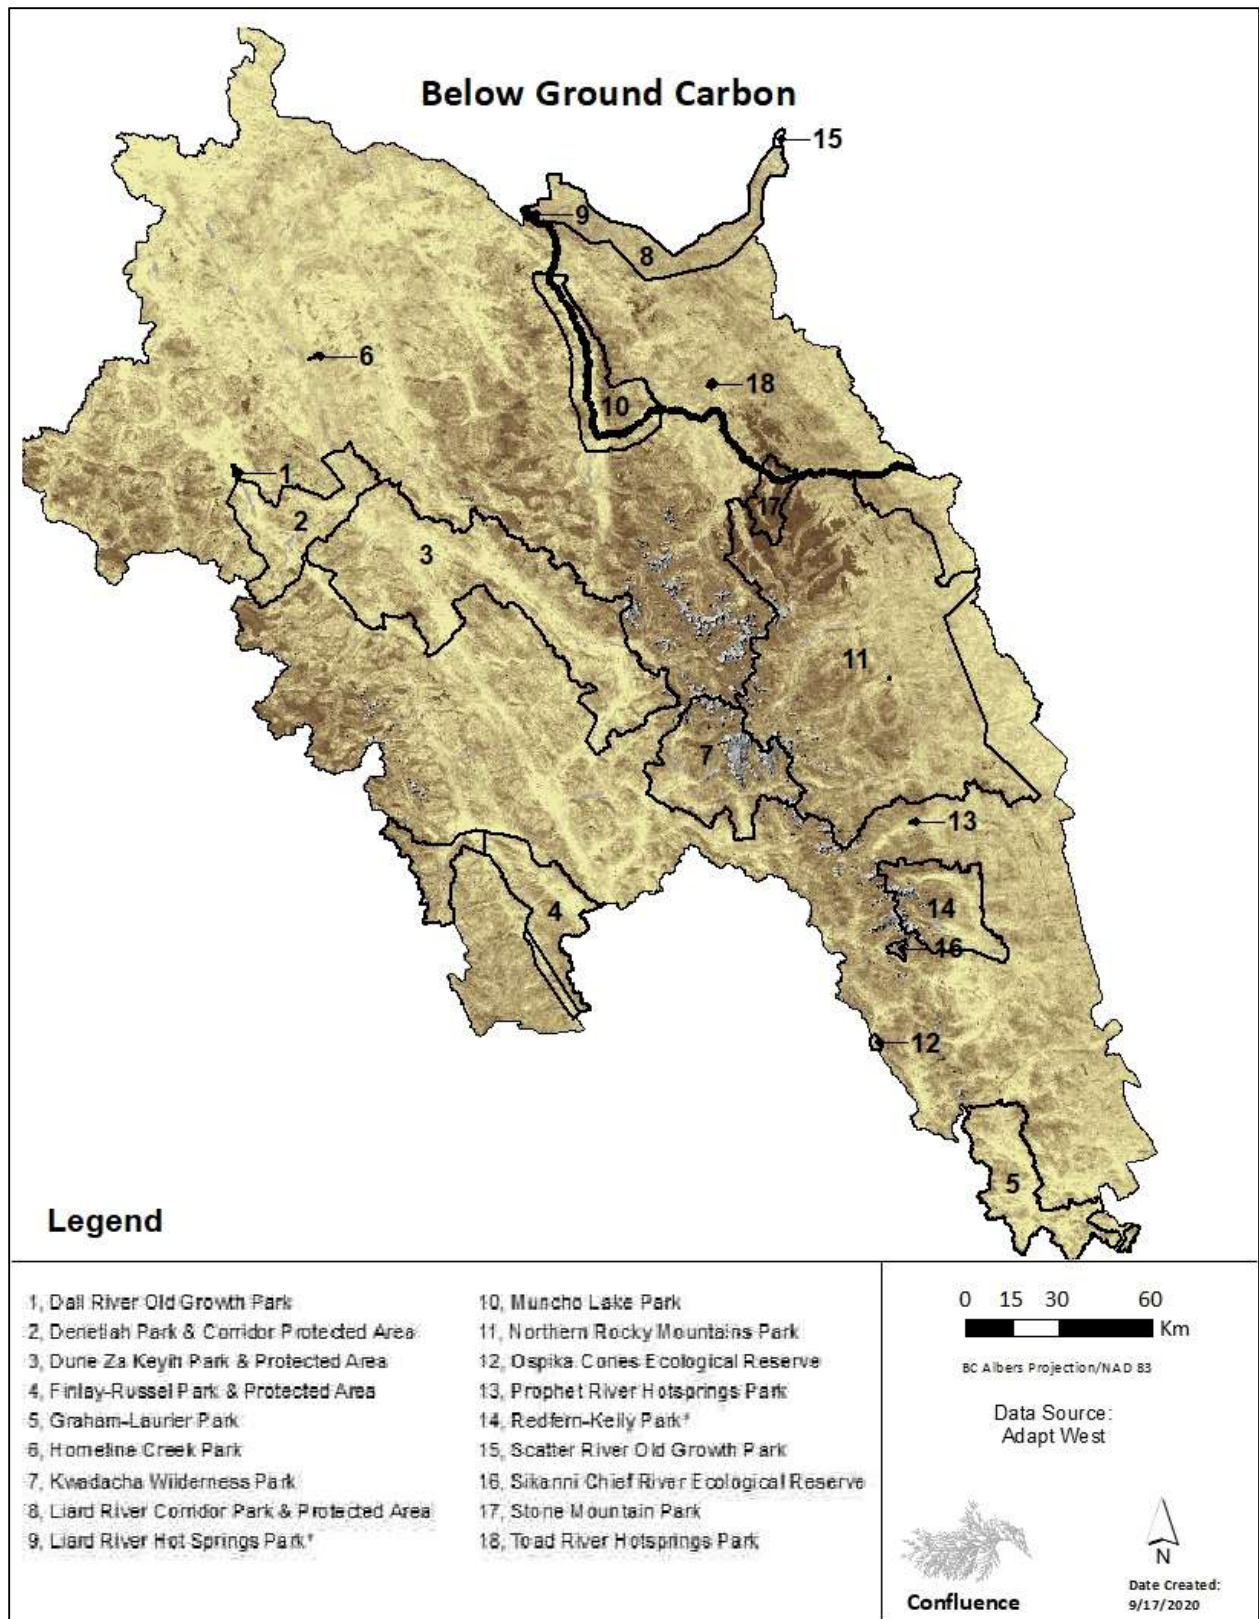 Below Ground Carbon
15
9
8
6
18
10
1
17
2
3
11
7
13
14
4
16
12
5
Legend
1, Dall River Old Growth Park
2, Denetiah Park & Corridor Protected Area
3, Dune Za Keyih Park & Protected Area
4, Finlay-Russel Park & Protected Area
5, Graham-Laurier Park
6, Horneline Creek Park
7, Kwadacha Wilderness Park
8, Liard River Corridor Park & Protected Area
9, Liard River Hot Springs Park*
10, Muncho Lake Park
11, Northern Rocky Mountains Park
12, Ospika Cones Ecological Reserve
13, Prophet River Hotsprings Park
14, Redfern-Kelly Park*
15, Scatter River Old Growth Park
16, Sikanni Chief River Ecological Reserve
17, Stone Mountain Park
18, Toad River Hotsprings Park
0 15 30 60
Km
BC Albers Projection/NAD 83
Data Source:
Adapt West
Confluence
N
Date Created:
9/17/2020